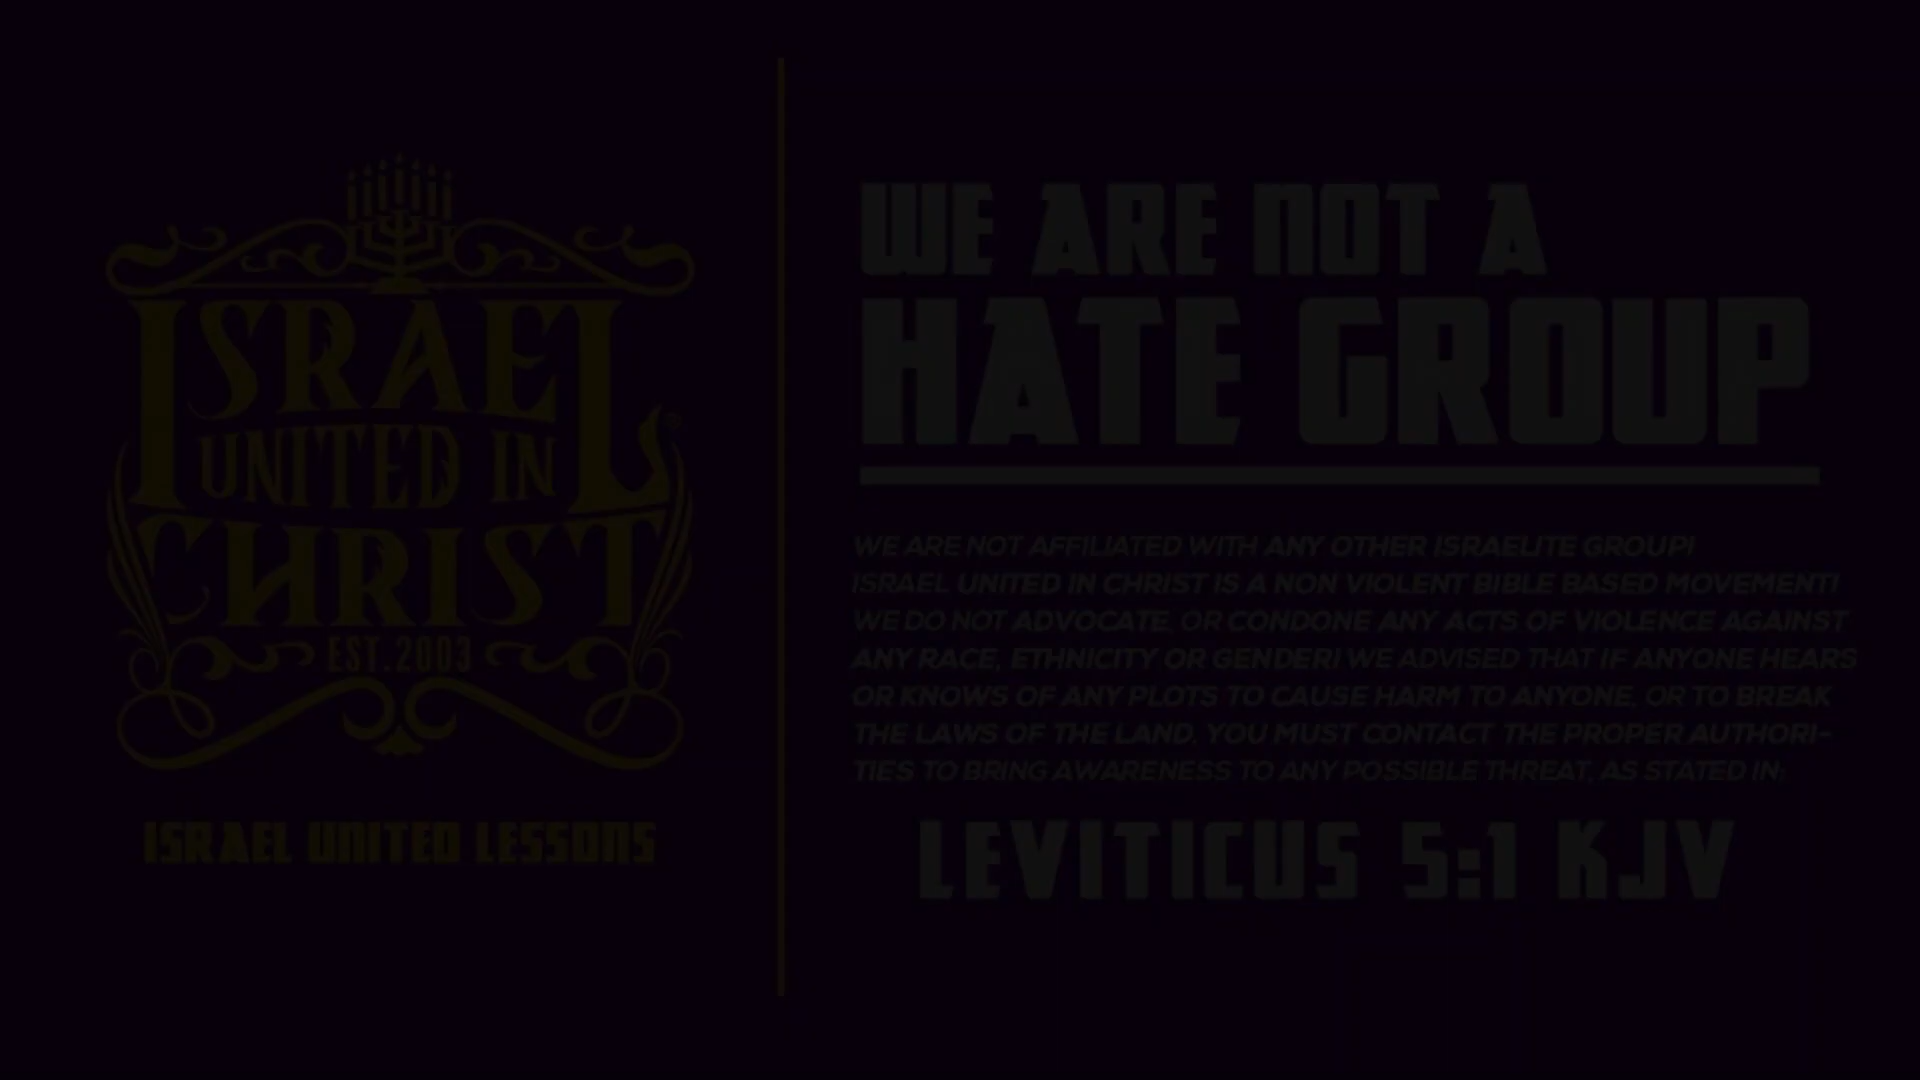 ISRAEL
UNITED IN
CHRIST
EST. 2003
ISRAEL UNITED LESSONS
WE ARE NOT A
HATE GROUP
WE ARE NOT AFFILIATED WITH ANY OTHER ISRAELITE GROUP!
ISRAEL UNITED IN CHRIST IS A NON VIOLENT BIBLE BASED MOVEMENT!
WE DO NOT ADVOCATE, OR CONDONE ANY ACTS OF VIOLENCE AGAINST
ANY RACE, ETHNICITY OR GENDER! WE ADVISED THAT IF ANYONE HEARS
OR KNOWS OF ANY PLOTS TO CAUSE HARM TO ANYONE, OR TO BREAK
THE LAWS OF THE LAND. YOU MUST CONTACT THE PROPER AUTHORI-
TIES TO BRING AWARENESS TO ANY POSSIBLE THREAT, AS STATED IN:
LEVITICUS 5:1 KJV